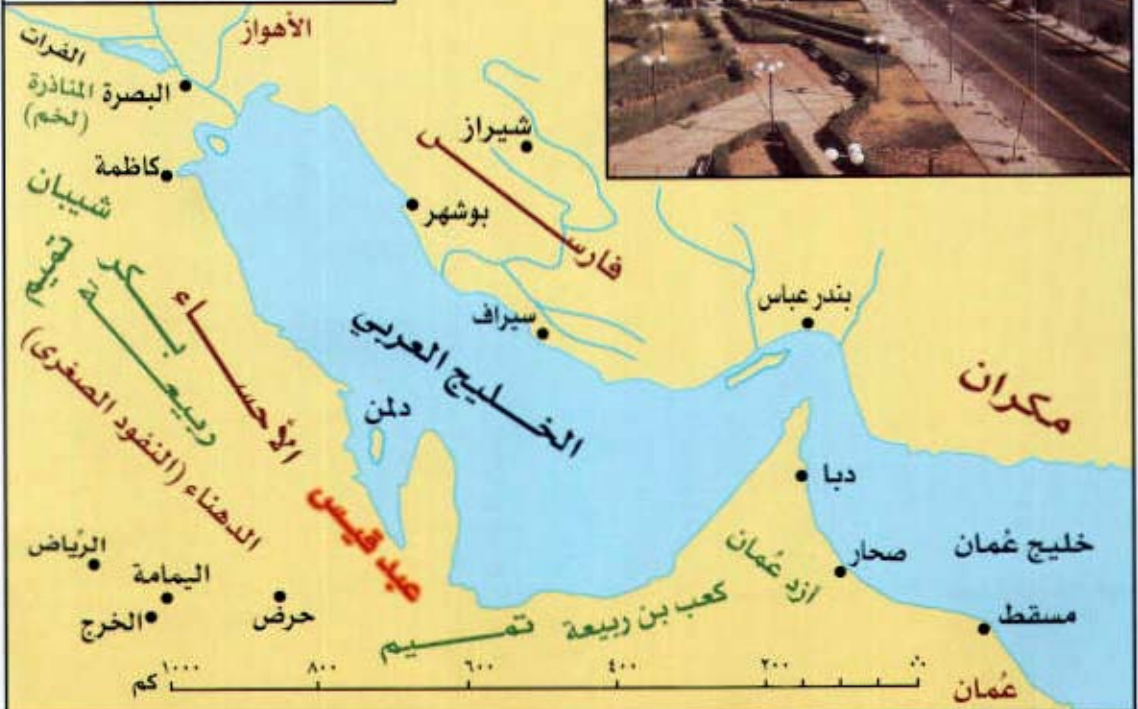 الأهواز
الفرات
البصرة
المناذرة
(لخم)
شيراز
كاظمة
شيبان
بوشهر
فارس
تميم
بكر
ربيعة
الأحساء
بندر عباس
سيراف
الخليج العربي
مكران
الدهناء (النفود الصغرى)
دلمن
دبا
عبد قيس
خليج عُمان
الرياض
صحار
ازد عُمان
اليمامة
حرض
الخرج
كعب بن ربيعة
تميم
مسقط
١٠٠٠ ٨٠٠ ٦٠٠ ٤٠٠ ٢٠٠ ٠٠
كم
عُمان